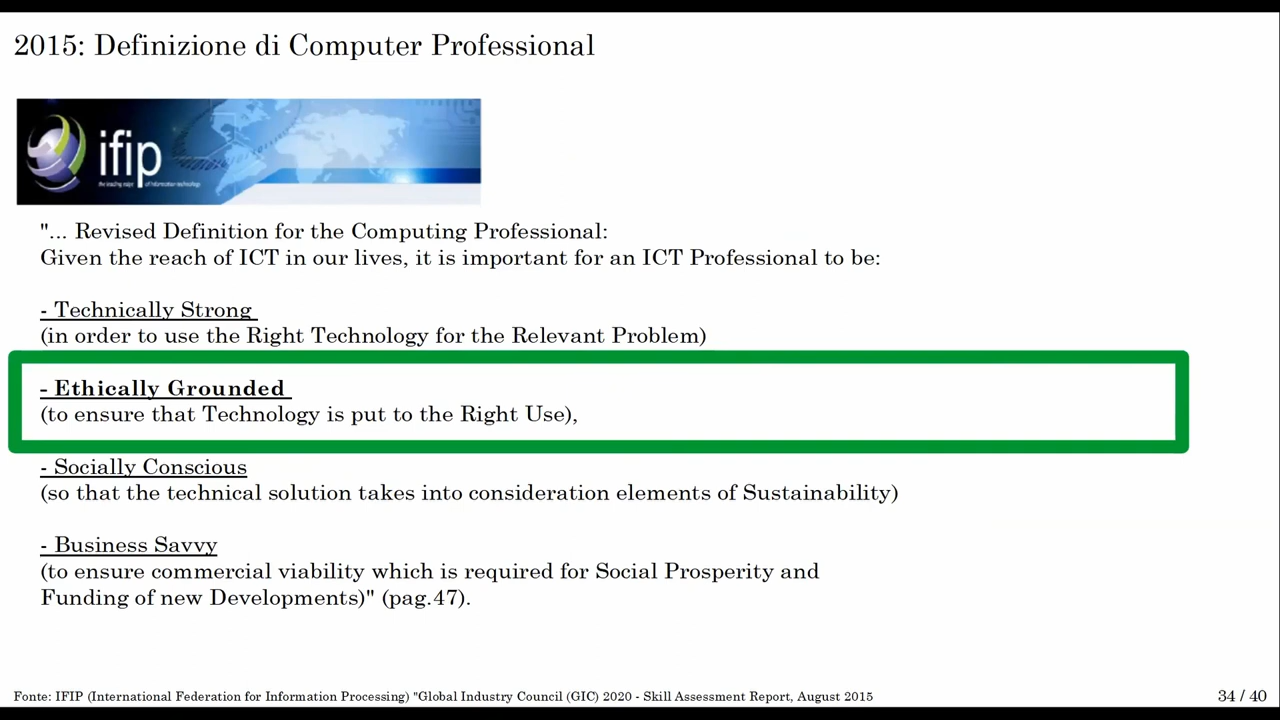 2015: Definizione di Computer Professional
ifip
"... Revised Definition for the Computing Professional:
Given the reach of ICT in our lives, it is important for an ICT Professional to be:
- Technically Strong
(in order to use the Right Technology for the Relevant Problem)
- Ethically Grounded
(to ensure that Technology is put to the Right Use),
- Socially Conscious
(so that the technical solution takes into consideration elements of Sustainability)
- Business Savvy
(to ensure commercial viability which is required for Social Prosperity and
Funding of new Developments)" (pag.47).
Fonte: IFIP (International Federation for Information Processing) "Global Industry Council (GIC) 2020 - Skill Assessment Report, August 2015
34 / 40